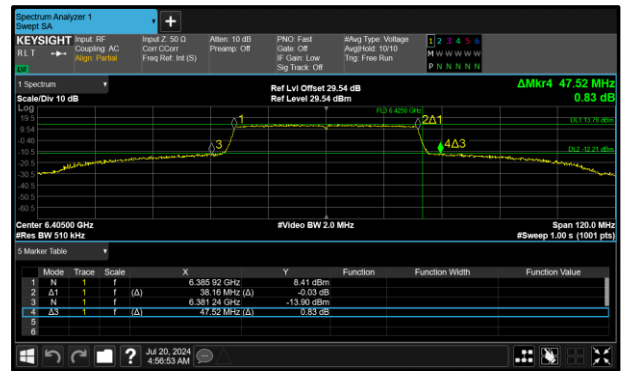 Spectrum Analyzer 1
Swept SA
+
KEYSIGHT Input: RF Input Z: 50 Ω Atten: 10 dB PNO: Fast #Avg Type: Voltage 1 2 3 4 5 6
RLT Coupling: AC Corr CCorr Preamp: Off Gate: Off Avg|Hold: 10/10 M W W W W W
Align: Partial Freq Ref: Int (S) IF Gain: Low Trig: Free Run
Sig Track: Off P N N N N N
LXI
1 Spectrum
Scale/Div 10 dB
Ref Lvl Offset 29.54 dB
Ref Level 29.54 dBm
ΔMkr4 47.52 MHz
0.83 dB
Log
19.5
9.54
-0.46
-10.5
-20.5
-30.5
-40.5
-50.5
-60.5
FL3 6.4250 GHz
DL1 13.79 dBm
DL2 -12.21 dBm
1
2Δ1
3
4Δ3
Center 6.40500 GHz #Video BW 2.0 MHz Span 120.0 MHz
#Res BW 510 kHz #Sweep 1.00 s (1001 pts)
5 Marker Table
Mode Trace Scale X Y Function Function Width Function Value
1 N 1 f 6.385 92 GHz 8.41 dBm
2 Δ1 1 f (Δ) 38.16 MHz (Δ) -0.03 dB
3 N 1 f 6.381 24 GHz -13.90 dBm
4 Δ3 1 f (Δ) 47.52 MHz (Δ) 0.83 dB
5
6
?
Jul 20, 2024
4:56:53 AM